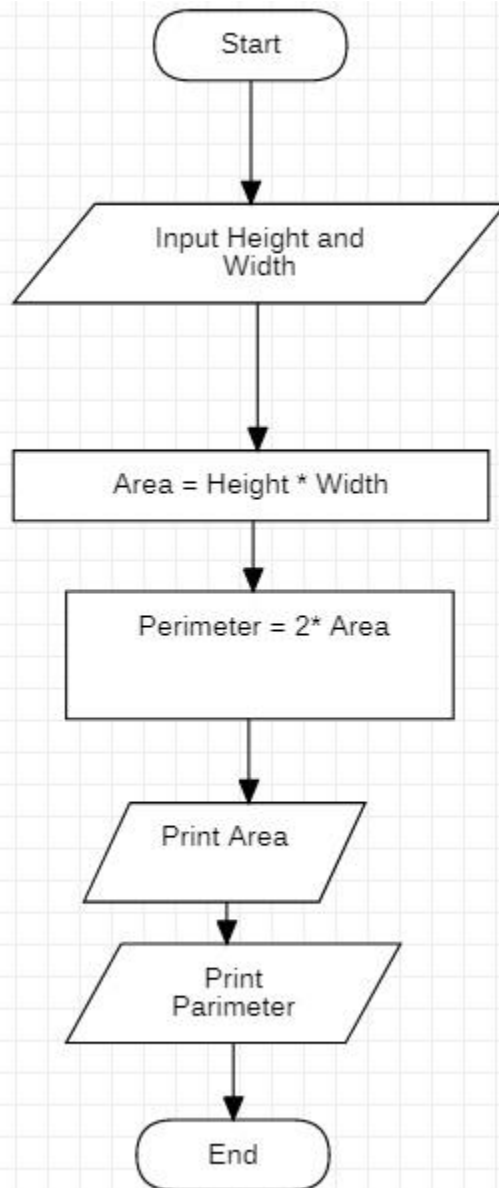 Start
Input Height and
Width
Area = Height * Width
Perimeter = 2* Area
Print Area
Print
Parimeter
End